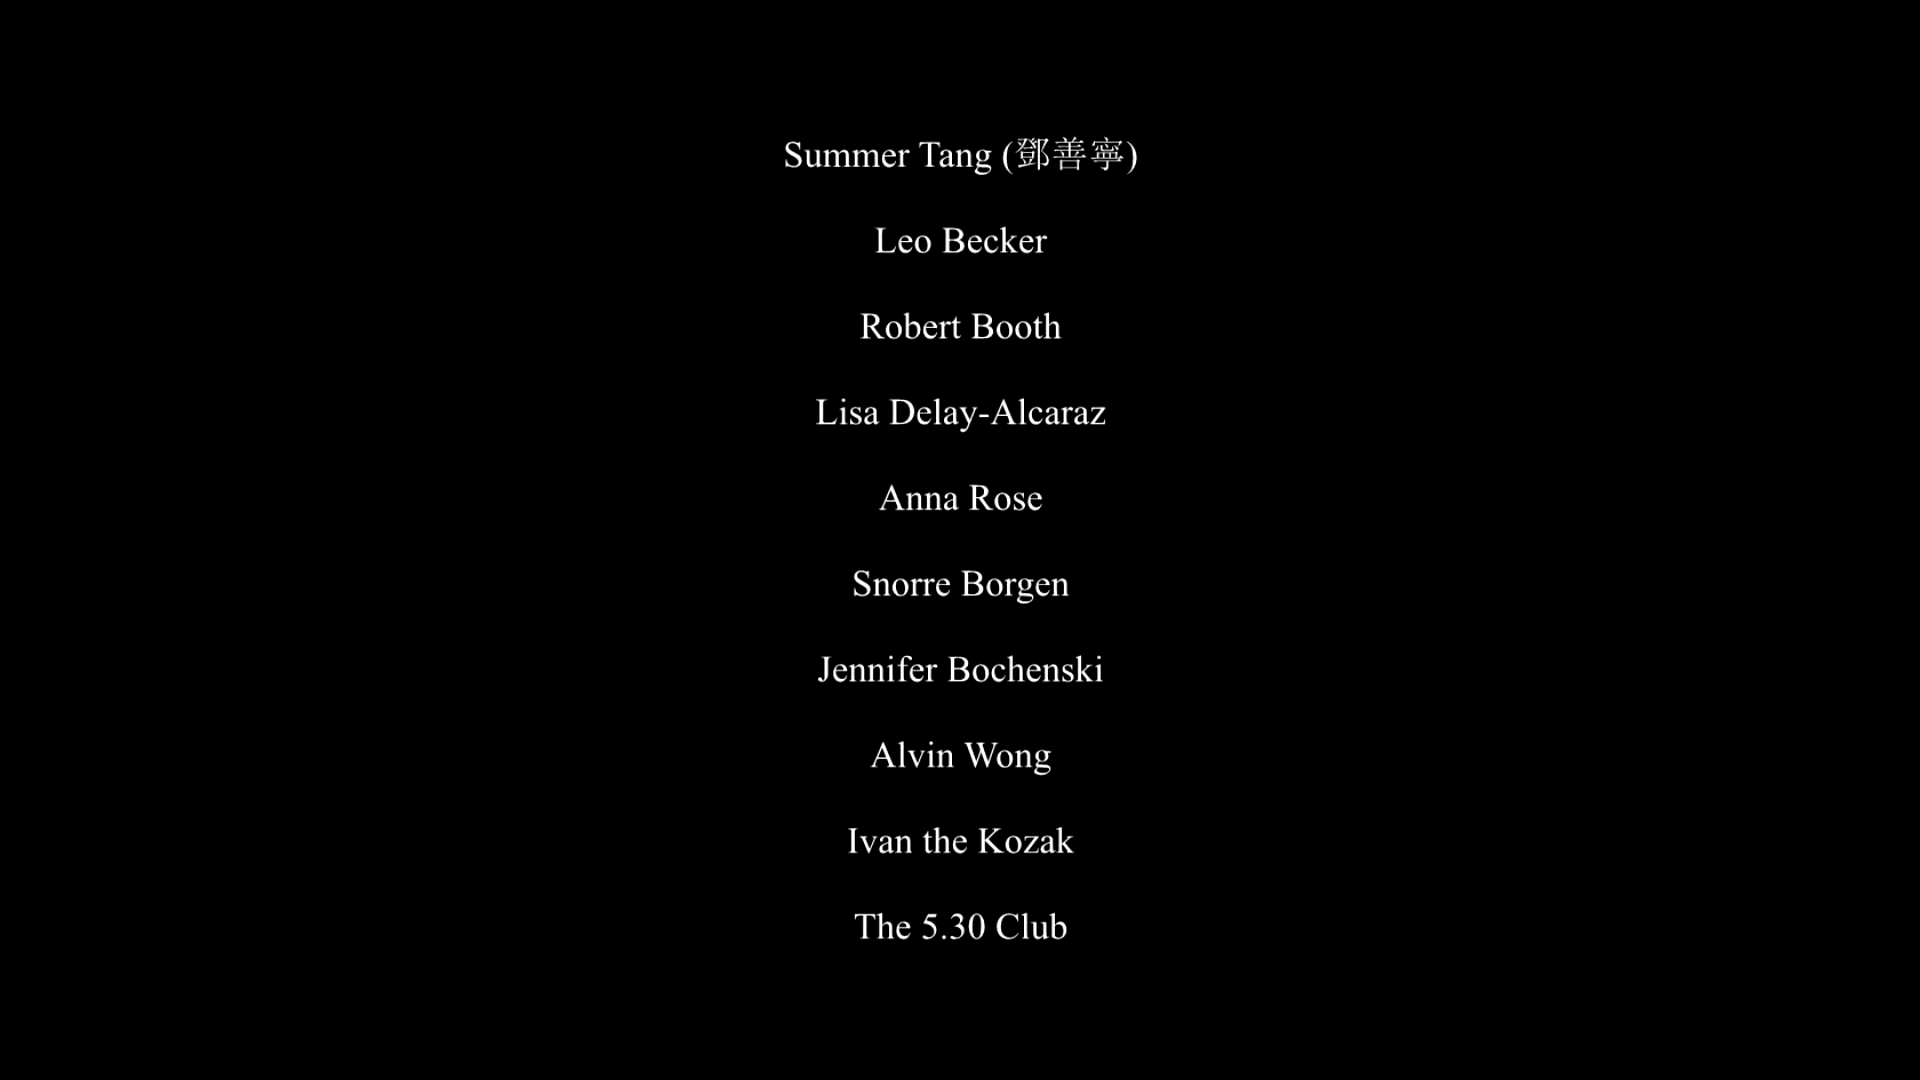 Summer Tang (鄧善寧)
Leo Becker
Robert Booth
Lisa Delay-Alcaraz
Anna Rose
Snorre Borgen
Jennifer Bochenski
Alvin Wong
Ivan the Kozak
The 5.30 Club